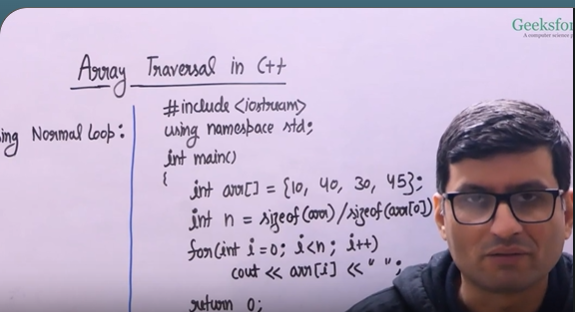 Geeksfor
A computer science p
Array Traversal in C++
ing Normal Loop:
#include <iostream>
using namespace std;
int main()
{
int arr[] = {10, 40, 30, 45};
int n = sizeof(arr)/sizeof(arr[0])
for(int i=0; i<n; i++)
cout << arr[i] << " ";
return 0;